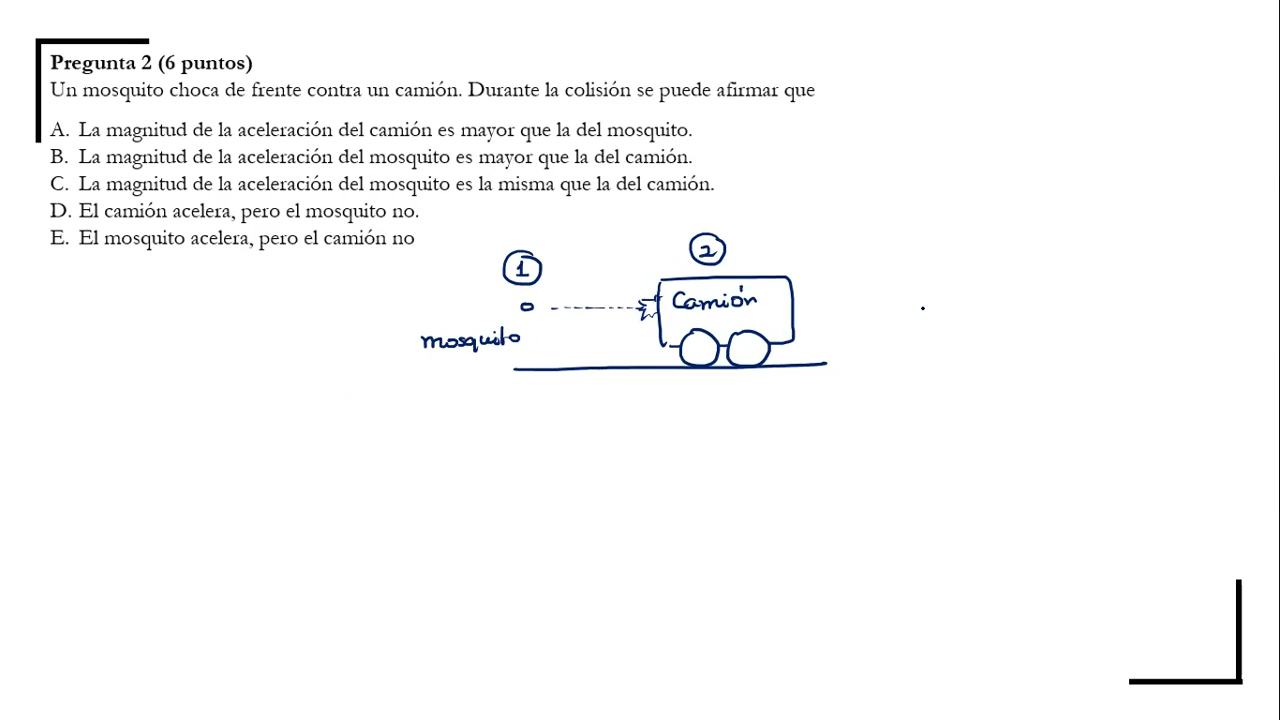 Pregunta 2 (6 puntos)
Un mosquito choca de frente contra un camión. Durante la colisión se puede afirmar que
A. La magnitud de la aceleración del camión es mayor que la del mosquito.
B. La magnitud de la aceleración del mosquito es mayor que la del camión.
C. La magnitud de la aceleración del mosquito es la misma que la del camión.
D. El camión acelera, pero el mosquito no.
E. El mosquito acelera, pero el camión no
1
2
Camión
mosquito